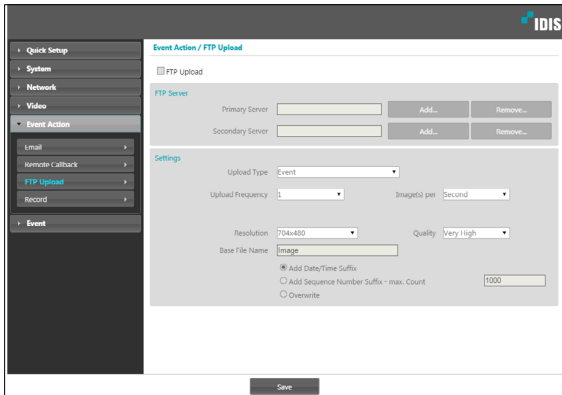 IDIS
Quick Setup
System
Network
Video
Event Action
Email
Remote Callback
FTP Upload
Record
Event
Event Action / FTP Upload
FTP Upload
FTP Server
Primary Server Add... Remove...
Secondary Server Add... Remove...
Settings
Upload Type Event
Upload Frequency 1 Image(s) per Second
Resolution 704x480 Quality Very High
Base File Name Image
Add Date/Time Suffix
Add Sequence Number Suffix - max. Count 1000
Overwrite
Save